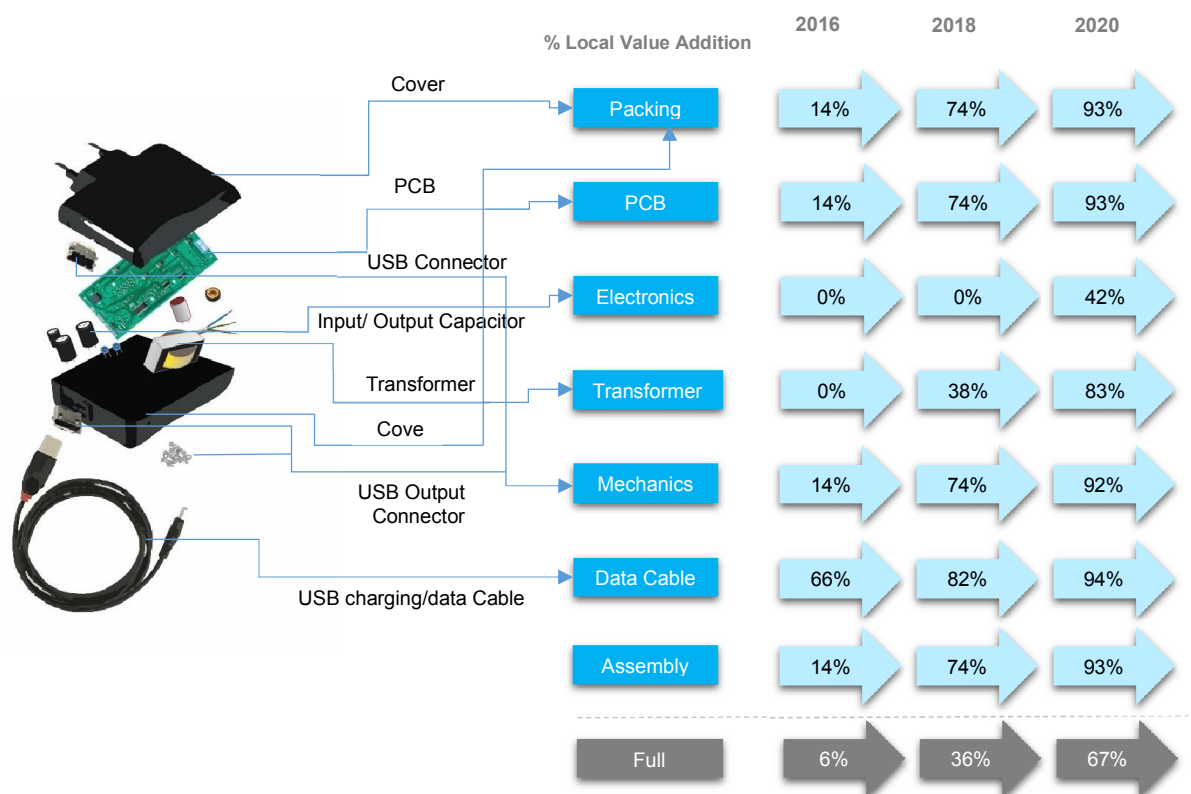 2016 2018 2020
% Local Value Addition
Cover
Packing 14% 74% 93%
PCB
PCB 14% 74% 93%
USB Connector
Electronics 0% 0% 42%
Input/ Output Capacitor
Transformer
Transformer 0% 38% 83%
Cove
Mechanics 14% 74% 92%
USB Output
Connector
Data Cable 66% 82% 94%
USB charging/data Cable
Assembly 14% 74% 93%
Full 6% 36% 67%